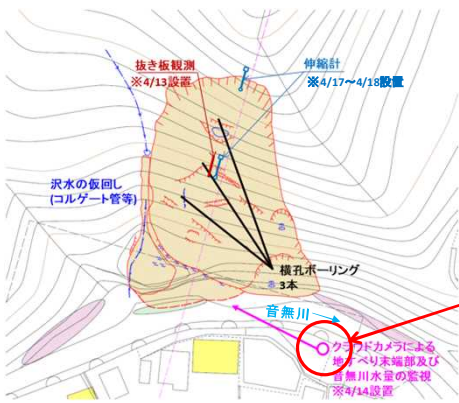 抜き板観測
※4/13設置
伸縮計
※4/17～4/18設置
沢水の仮回し
(コルゲート管等)
横孔ボーリング
3本
音無川
クラウドカメラによる
地すべり末端部及び
音無川水量の監視
※4/14設置